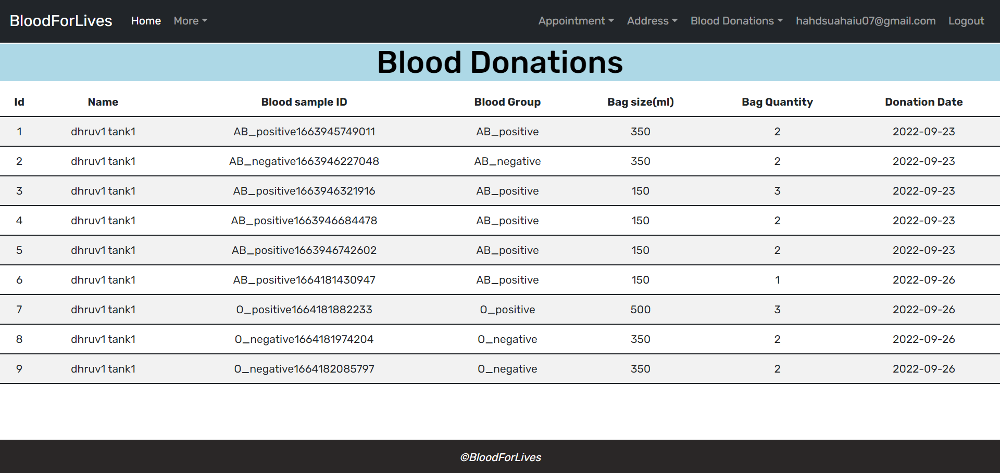 BloodForLives Home More Appointment Address Blood Donations hahdsuahaiu07@gmail.com Logout
Blood Donations
Id Name Blood sample ID Blood Group Bag size(ml) Bag Quantity Donation Date
1 dhruv1 tank1 AB_positive1663945749011 AB_positive 350 2 2022-09-23
2 dhruv1 tank1 AB_negative1663946227048 AB_negative 350 2 2022-09-23
3 dhruv1 tank1 AB_positive1663946321916 AB_positive 150 3 2022-09-23
4 dhruv1 tank1 AB_positive1663946684478 AB_positive 150 2 2022-09-23
5 dhruv1 tank1 AB_positive1663946742602 AB_positive 150 2 2022-09-23
6 dhruv1 tank1 AB_positive1664181430947 AB_positive 150 1 2022-09-26
7 dhruv1 tank1 O_positive1664181882233 O_positive 500 3 2022-09-26
8 dhruv1 tank1 O_negative1664181974204 O_negative 350 2 2022-09-26
9 dhruv1 tank1 O_negative1664182085797 O_negative 350 2 2022-09-26
©BloodForLives